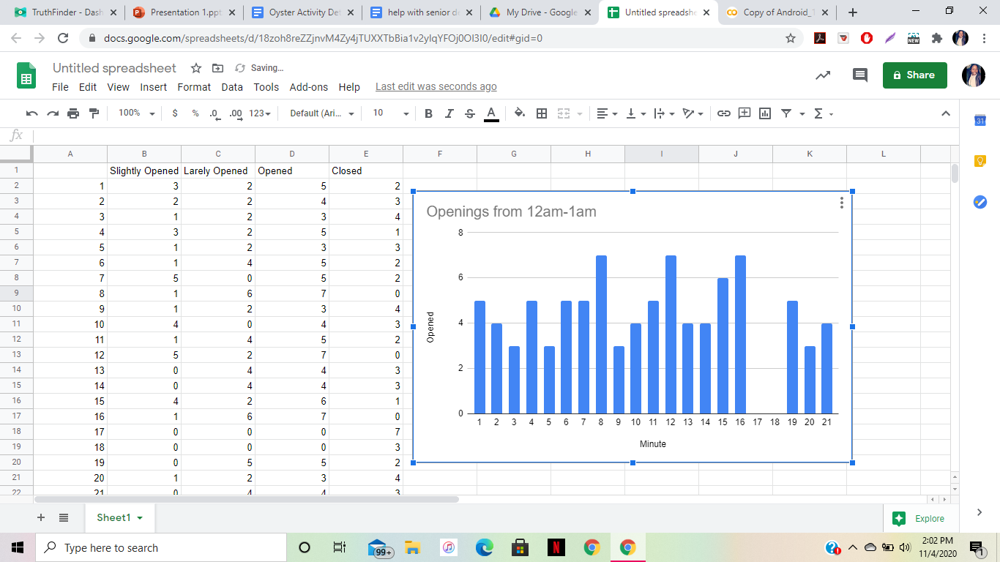 TruthFinder - Dash
Presentation 1.ppt
Oyster Activity Det
help with senior de
My Drive - Google
Untitled spreadshe
Copy of Android_1
docs.google.com/spreadsheets/d/18zoh8reZZjnvM4Zy4jTUXXTbBia1v2ylqYFOj0OI3I0/edit#gid=0
NEW
Untitled spreadsheet
Saving...
File Edit View Insert Format Data Tools Add-ons Help Last edit was seconds ago
Share
100% $ % .0 .00 123 Default (Ari... 10 B I S A
31
fx
A B C D E F G H I J K L
1 Slightly Opened Larely Opened Opened Closed
2 1 3 2 5 2
3 2 2 2 4 3
4 3 1 2 3 4
5 4 3 2 5 1
6 5 1 2 3 3
7 6 1 4 5 2
8 7 5 0 5 2
9 8 1 6 7 0
10 9 1 2 3 4
11 10 4 0 4 3
12 11 1 4 5 2
13 12 5 2 7 0
14 13 0 4 4 3
15 14 0 4 4 3
16 15 4 2 6 1
17 16 1 6 7 0
18 17 0 0 0 7
19 18 0 0 0 3
20 19 0 5 5 2
21 20 1 2 3 4
22 21 0 4 4 3
Openings from 12am-1am
8
6
4
2
0
Opened
1 2 3 4 5 6 7 8 9 10 11 12 13 14 15 16 17 18 19 20 21
Minute
Sheet1
Explore
Type here to search
99+
N
2:02 PM
11/4/2020
1